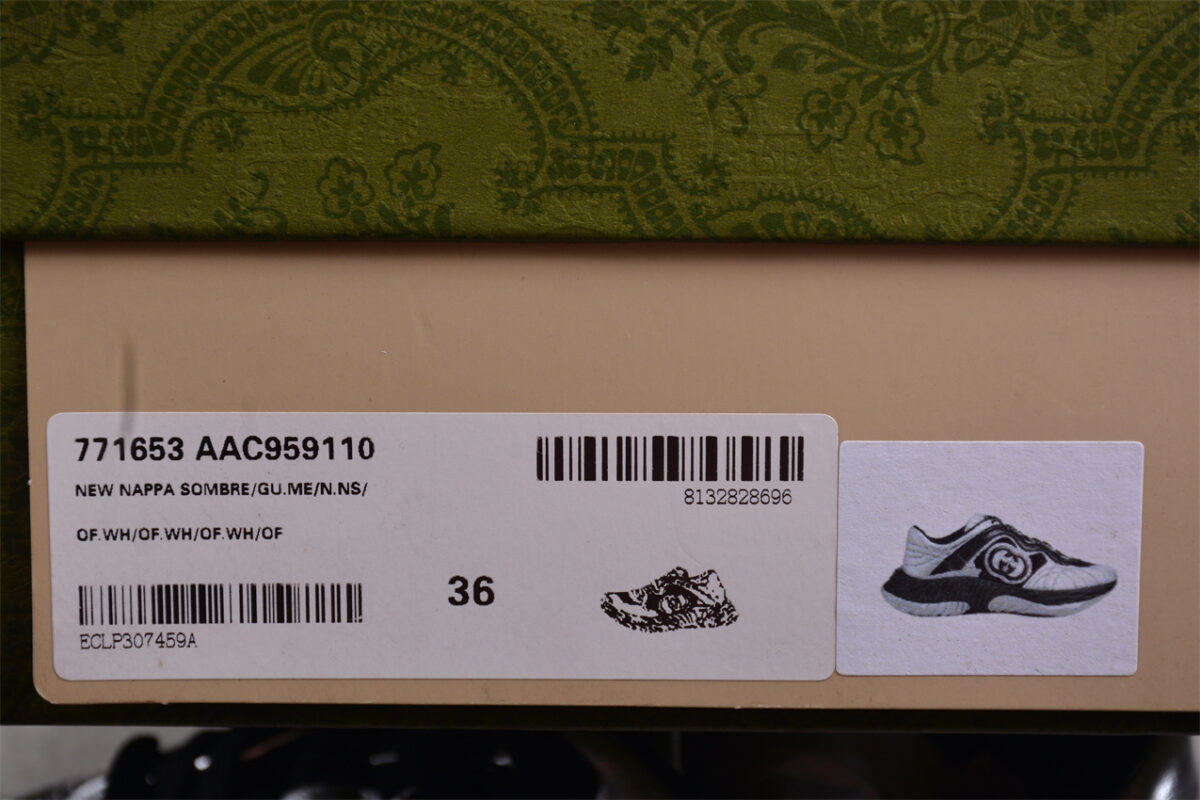 771653 AAC959110
NEW NAPPA SOMBRE/GU.ME/N.NS/
OF.WH/OF.WH/OF.WH/OF
8132828696
36
ECLP307459A